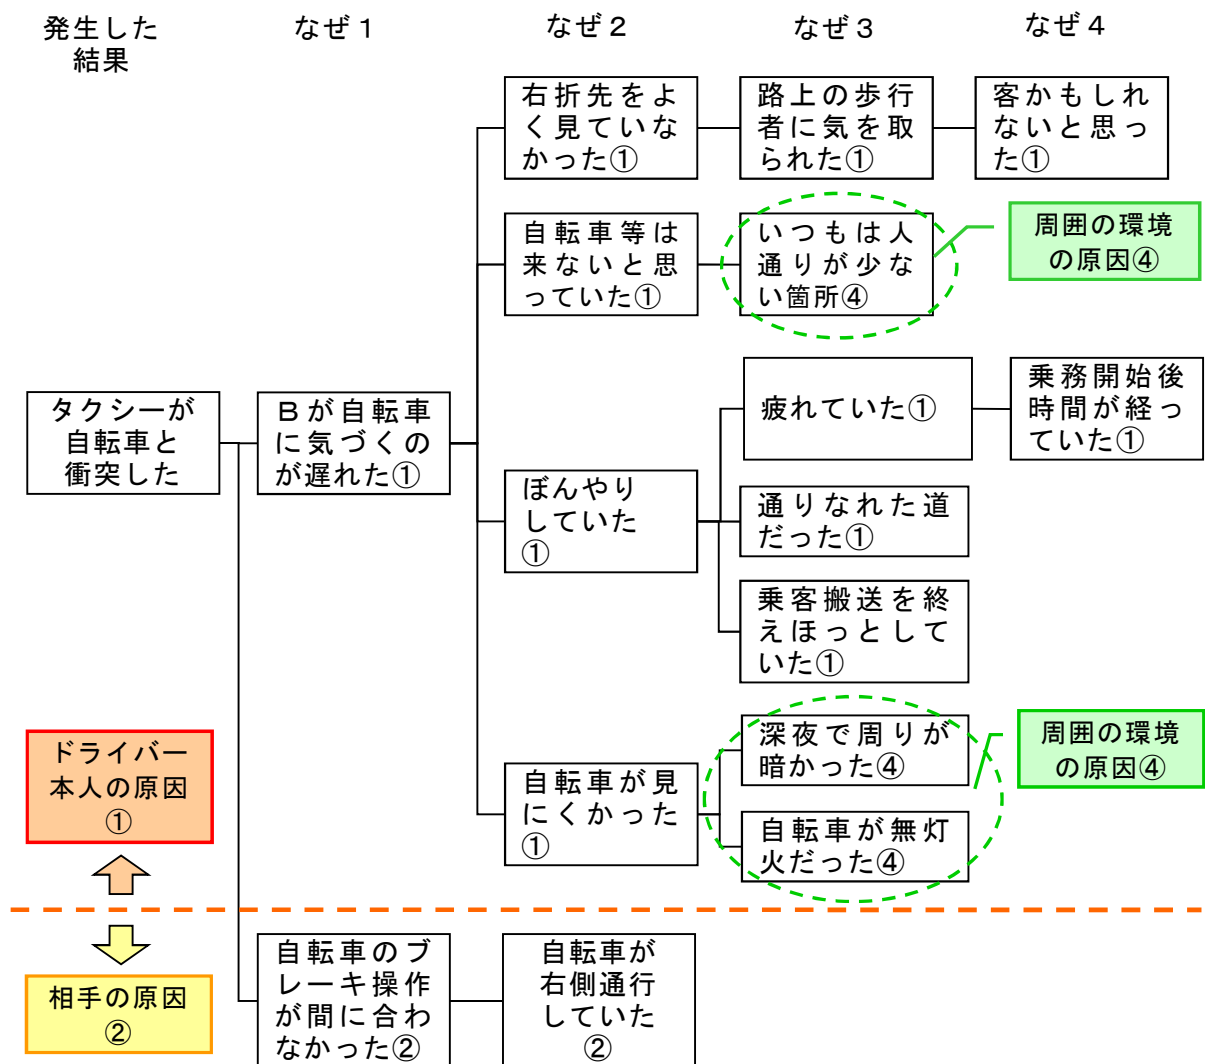 発生した
結果
なぜ１
なぜ２
なぜ３
なぜ４
右折先をよ
く見ていな
かった①
路上の歩行
者に気を取
られた①
客かもしれ
ないと思っ
た①
自転車等は
来ないと思
っていた①
いつもは人
通りが少な
い箇所④
周囲の環境
の原因④
タクシーが
自転車と
衝突した
Ｂが自転車
に気づくの
が遅れた①
ぼんやり
していた
①
疲れていた①
乗務開始後
時間が経っ
ていた①
通りなれた道
だった①
乗客搬送を終
えほっとして
いた①
自転車が見
にくかった
①
深夜で周りが
暗かった④
自転車が無灯
火だった④
周囲の環境
の原因④
ドライバー
本人の原因
①
相手の原因
②
自転車のブ
レーキ操作
が間に合わ
なかった②
自転車が
右側通行
していた
②